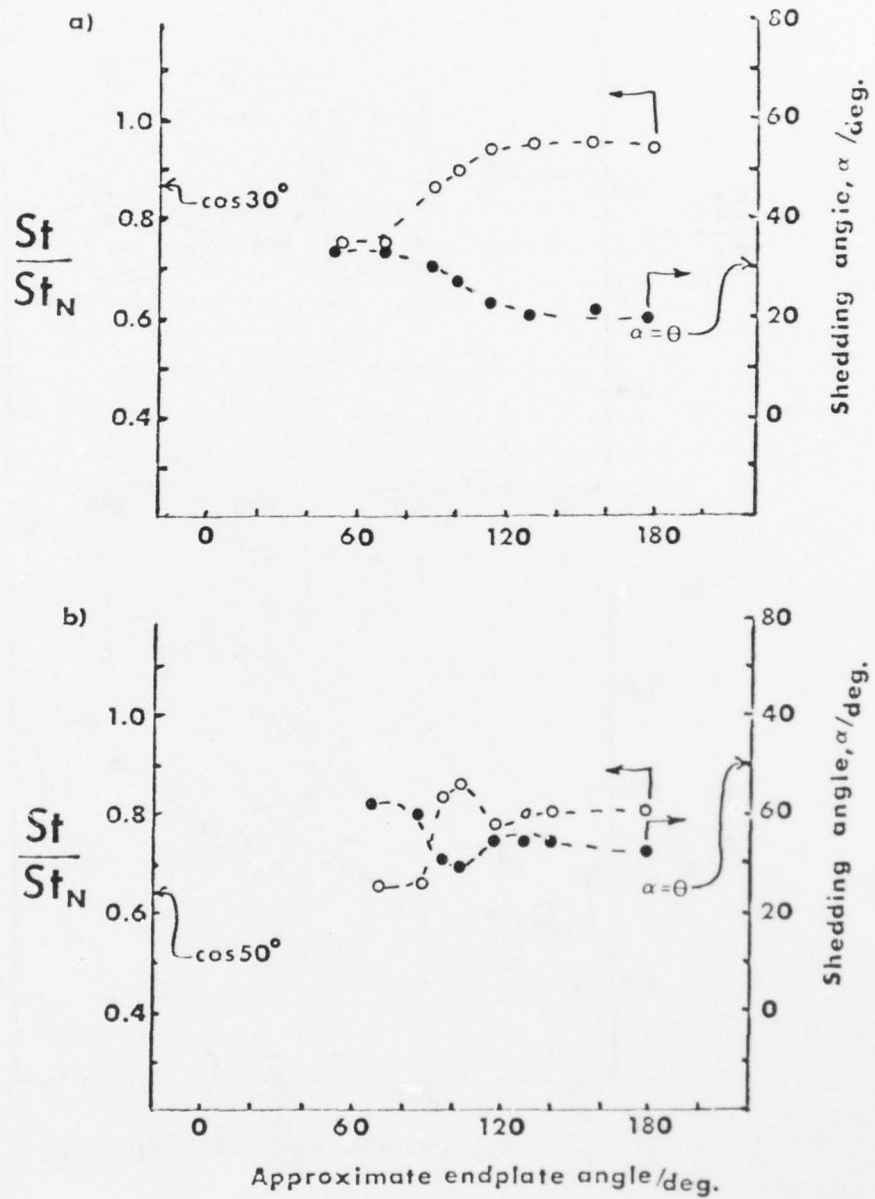 a)
80
60
40
20
0
Shedding angle, α /deg.
1.0
0.8
0.6
0.4
St
St_N
cos30°
α=θ
0
60
120
180
b)
80
40
60
20
0
Shedding angle, α/deg.
1.0
0.8
0.6
0.4
St
St_N
cos50°
α=θ
0
60
120
180
Approximate endplate angle/deg.